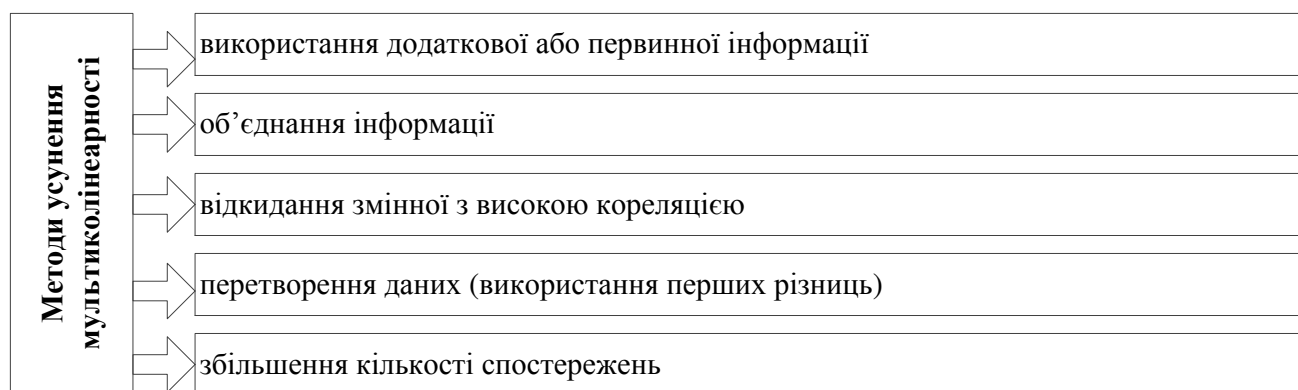 Методи усунення
мультиколінеарності
використання додаткової або первинної інформації
об’єднання інформації
відкидання змінної з високою кореляцією
перетворення даних (використання перших різниць)
збільшення кількості спостережень